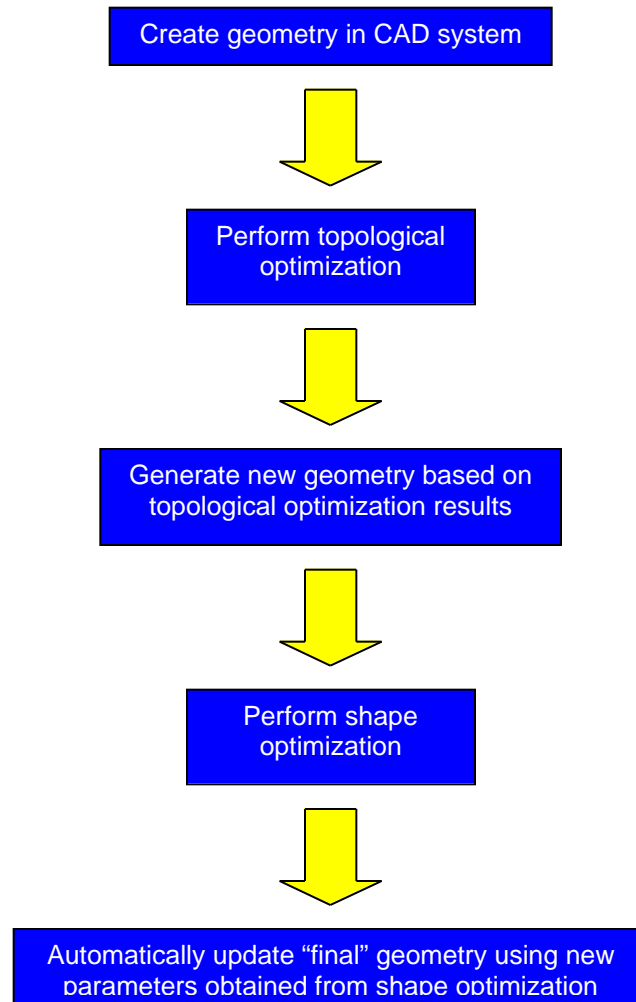 Create geometry in CAD system
Perform topological
optimization
Generate new geometry based on
topological optimization results
Perform shape
optimization
Automatically update “final” geometry using new
parameters obtained from shape optimization